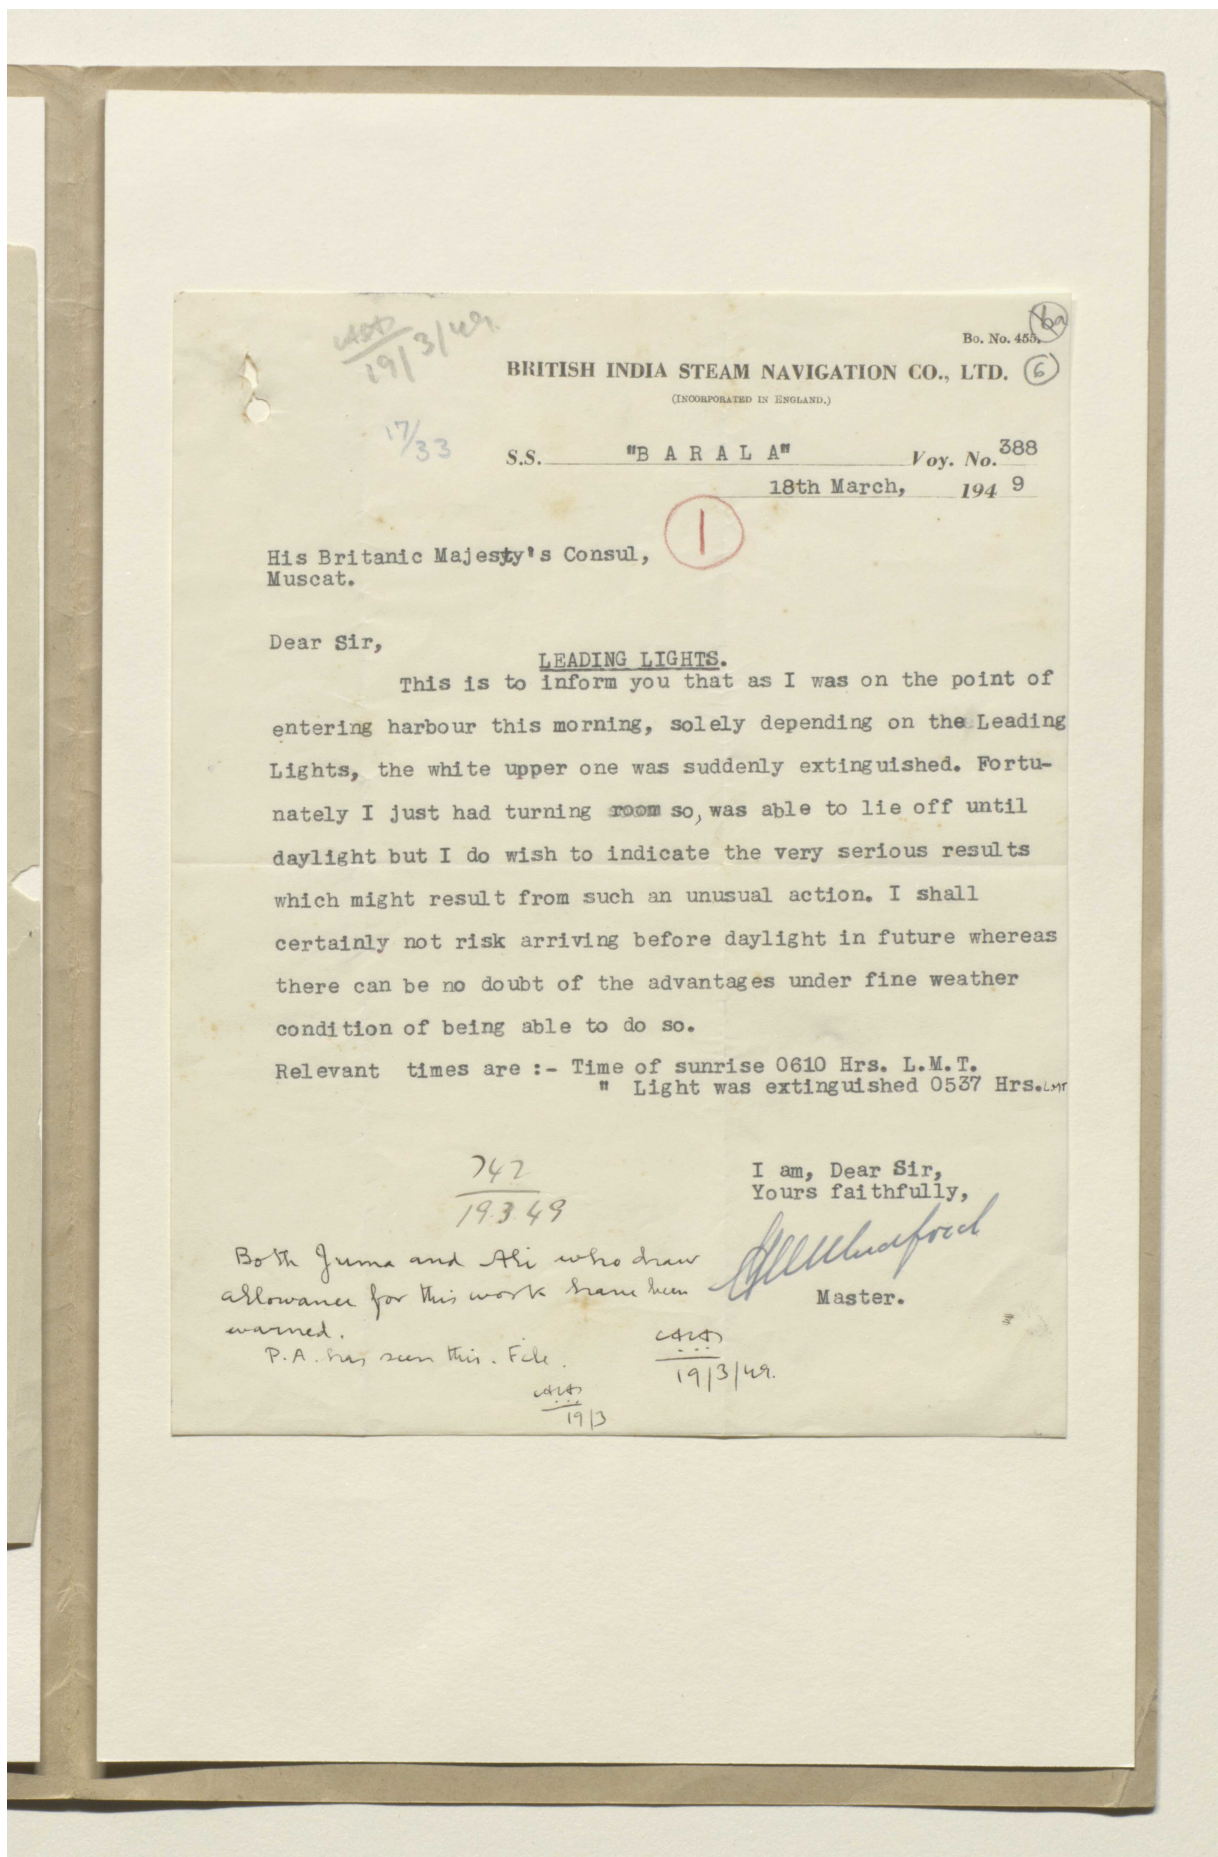 19/3/49.
6a
Bo. No. 455.
BRITISH INDIA STEAM NAVIGATION CO., LTD. 6
(INCORPORATED IN ENGLAND.)
17/33
S.S. "B A R A L A" Voy. No. 388
18th March, 194 9
1
His Britanic Majesty's Consul,
Muscat.
Dear Sir,
LEADING LIGHTS.
This is to inform you that as I was on the point of
entering harbour this morning, solely depending on the Leading
Lights, the white upper one was suddenly extinguished. Fortu-
nately I just had turning room so, was able to lie off until
daylight but I do wish to indicate the very serious results
which might result from such an unusual action. I shall
certainly not risk arriving before daylight in future whereas
there can be no doubt of the advantages under fine weather
condition of being able to do so.
Relevant times are :- Time of sunrise 0610 Hrs. L.M.T.
" Light was extinguished 0537 Hrs. LMT
I am, Dear Sir,
Yours faithfully,
Master.
747
19.3.49
Both Juma and Ali who draw
allowance for this work have been
warned.
P.A. has seen this. File.
19/3/49.
19/3